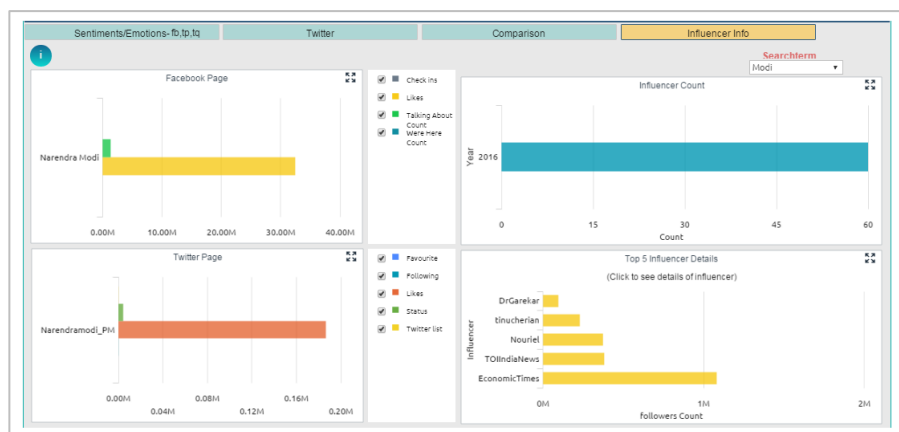 Sentiments/Emotions- fb,tp,tq
Twitter
Comparison
Influencer Info
i
Searchterm
Modi
Facebook Page
Narendra Modi
0.00M 10.00M 20.00M 30.00M 40.00M
Check ins
Likes
Talking About
Count
Were Here
Count
Influencer Count
Year
2016
0 15 30 45 60
Count
Twitter Page
Narendramodi_PM
0.00M 0.08M 0.16M
0.04M 0.12M 0.20M
Favourite
Following
Likes
Status
Twitter list
Top 5 Influencer Details
(Click to see details of influencer)
Influencer
DrGarekar
tinucherian
Nouriel
TOIIndiaNews
EconomicTimes
0M 1M 2M
followers Count